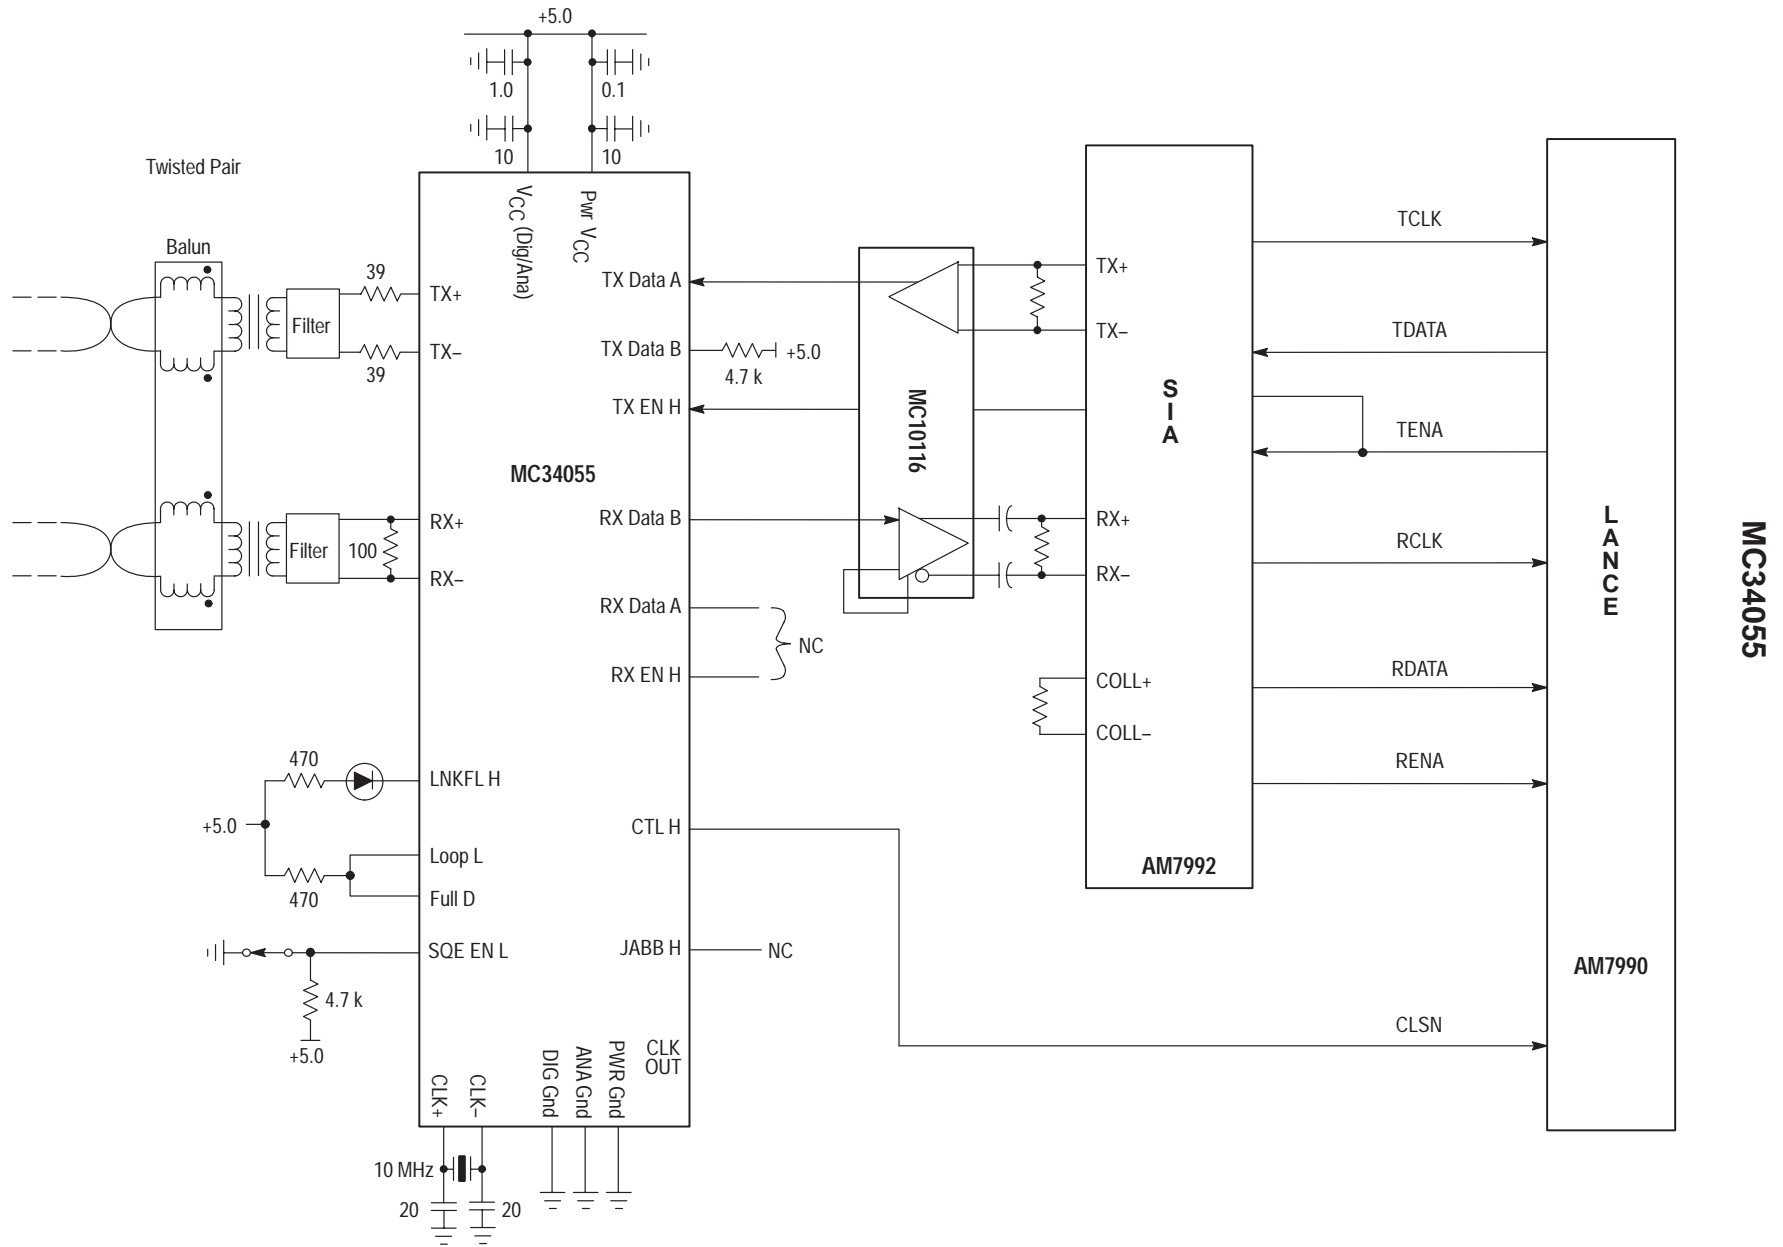 +5.0
1.0
0.1
10
10
Twisted Pair
Balun
VCC (Dig/Ana)
Pwr VCC
39
TX+
Filter
TX–
39
TX Data A
TX Data B
4.7 k
+5.0
TX EN H
MC34055
MC10116
TX+
TX–
S
I
A
TCLK
TDATA
TENA
RX+
Filter
100
RX–
RX Data B
RX+
RX–
RX Data A
NC
RX EN H
COLL+
COLL–
RCLK
RDATA
RENA
L
A
N
C
E
MC34055
470
LNKFL H
+5.0
CTL H
Loop L
AM7992
470
Full D
SQE EN L
JABB H
NC
AM7990
4.7 k
+5.0
CLSN
CLK+
CLK–
DIG Gnd
ANA Gnd
PWR Gnd
CLK
OUT
10 MHz
20
20